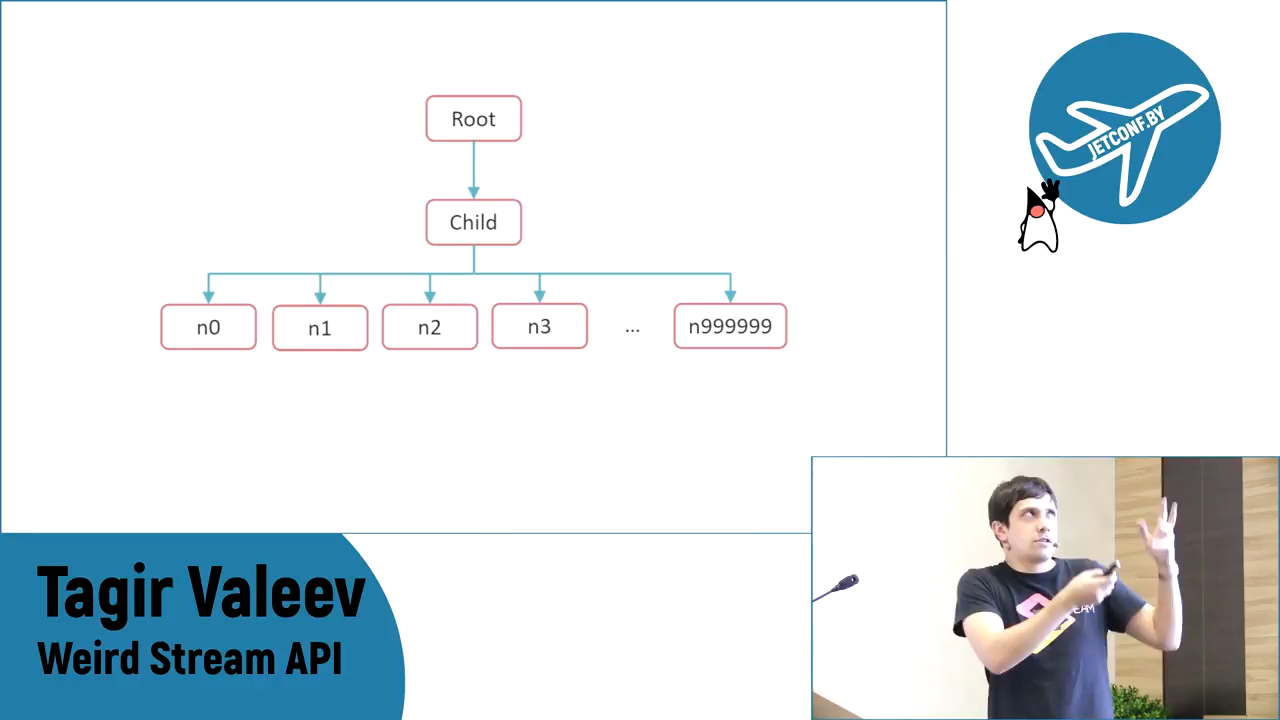 Root
Child
n0
n1
n2
n3
...
n999999
JETCONF.BY
Tagir Valeev
Weird Stream API